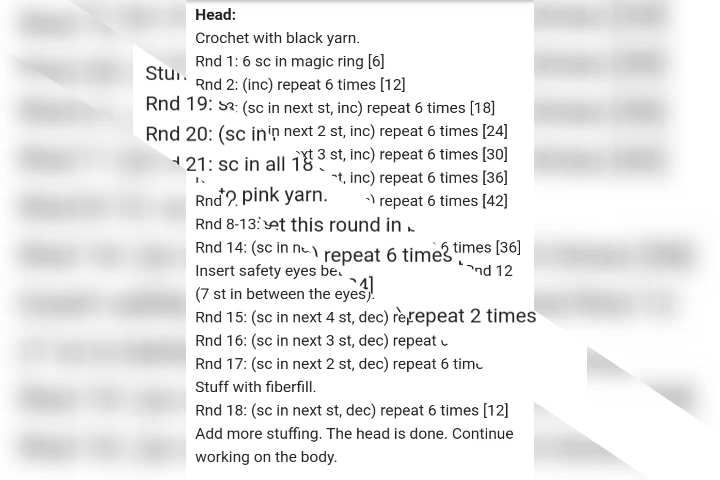 Head:
Crochet with black yarn.
Rnd 1: 6 sc in magic ring [6]
Rnd 2: (inc) repeat 6 times [12]
(sc in next st, inc) repeat 6 times [18]
in next 2 st, inc) repeat 6 times [24]
3 st, inc) repeat 6 times [30]
inc) repeat 6 times [36]
Rnd repeat 6 times [42]
Rnd 8-13:
Rnd 14: (sc in 6 times [36]
Insert safety eyes Rnd 12
(7 st in between the eyes).
Rnd 15: (sc in next 4 st, dec)
Rnd 16: (sc in next 3 st, dec) repeat
Rnd 17: (sc in next 2 st, dec) repeat 6
Stuff with fiberfill.
Rnd 18: (sc in next st, dec) repeat 6 times [12]
Add more stuffing. The head is done. Continue
working on the body.
Rnd 19:
Rnd 20: (sc in
21: sc in all 18
to pink yarn.
this round in
) repeat 6 times
repeat 2 times